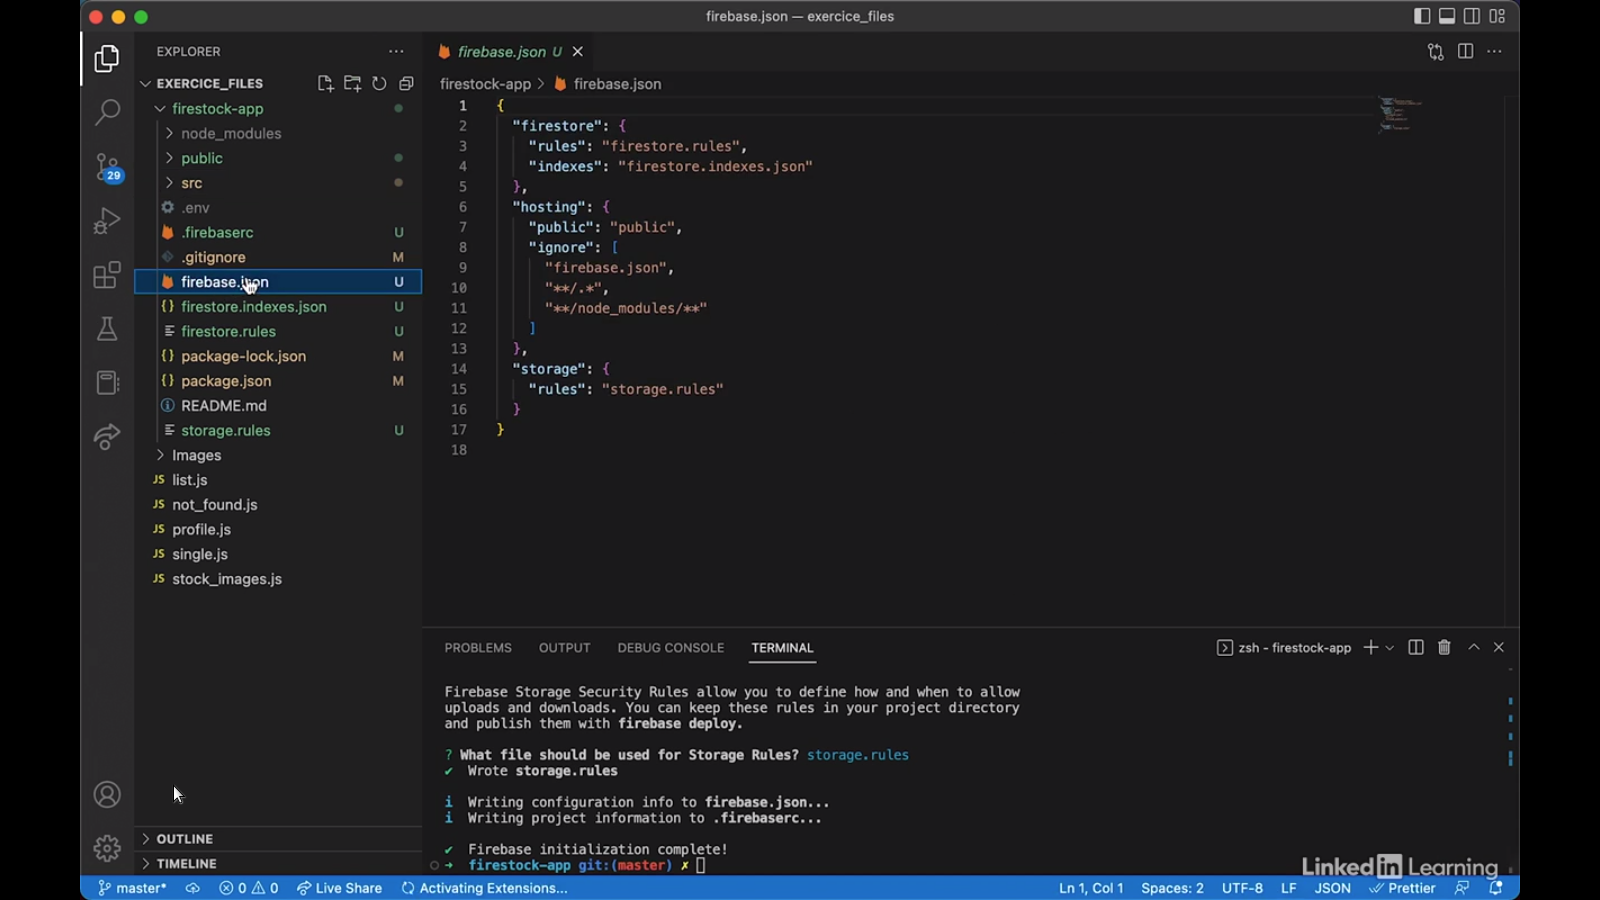 firebase.json — exercice_files
EXPLORER
EXERCICE_FILES
firestock-app
node_modules
public
src
.env
.firebaserc U
.gitignore M
firebase.json U
firestore.indexes.json U
firestore.rules U
package-lock.json M
package.json M
README.md
storage.rules U
Images
JS list.js
JS not_found.js
JS profile.js
JS single.js
JS stock_images.js
OUTLINE
TIMELINE
29
firebase.json U
firestock-app > firebase.json
1 {
2 "firestore": {
3 "rules": "firestore.rules",
4 "indexes": "firestore.indexes.json"
5 },
6 "hosting": {
7 "public": "public",
8 "ignore": [
9 "firebase.json",
10 "**/.*",
11 "**/node_modules/**"
12 ]
13 },
14 "storage": {
15 "rules": "storage.rules"
16 }
17 }
18
PROBLEMS OUTPUT DEBUG CONSOLE TERMINAL zsh - firestock-app
Firebase Storage Security Rules allow you to define how and when to allow
uploads and downloads. You can keep these rules in your project directory
and publish them with firebase deploy.
? What file should be used for Storage Rules? storage.rules
✔ Wrote storage.rules
i Writing configuration info to firebase.json...
i Writing project information to .firebaserc...
✔ Firebase initialization complete!
➜ firestock-app git:(master) ✗
LinkedIn Learning
master* 0 0 Live Share Activating Extensions... Ln 1, Col 1 Spaces: 2 UTF-8 LF JSON Prettier